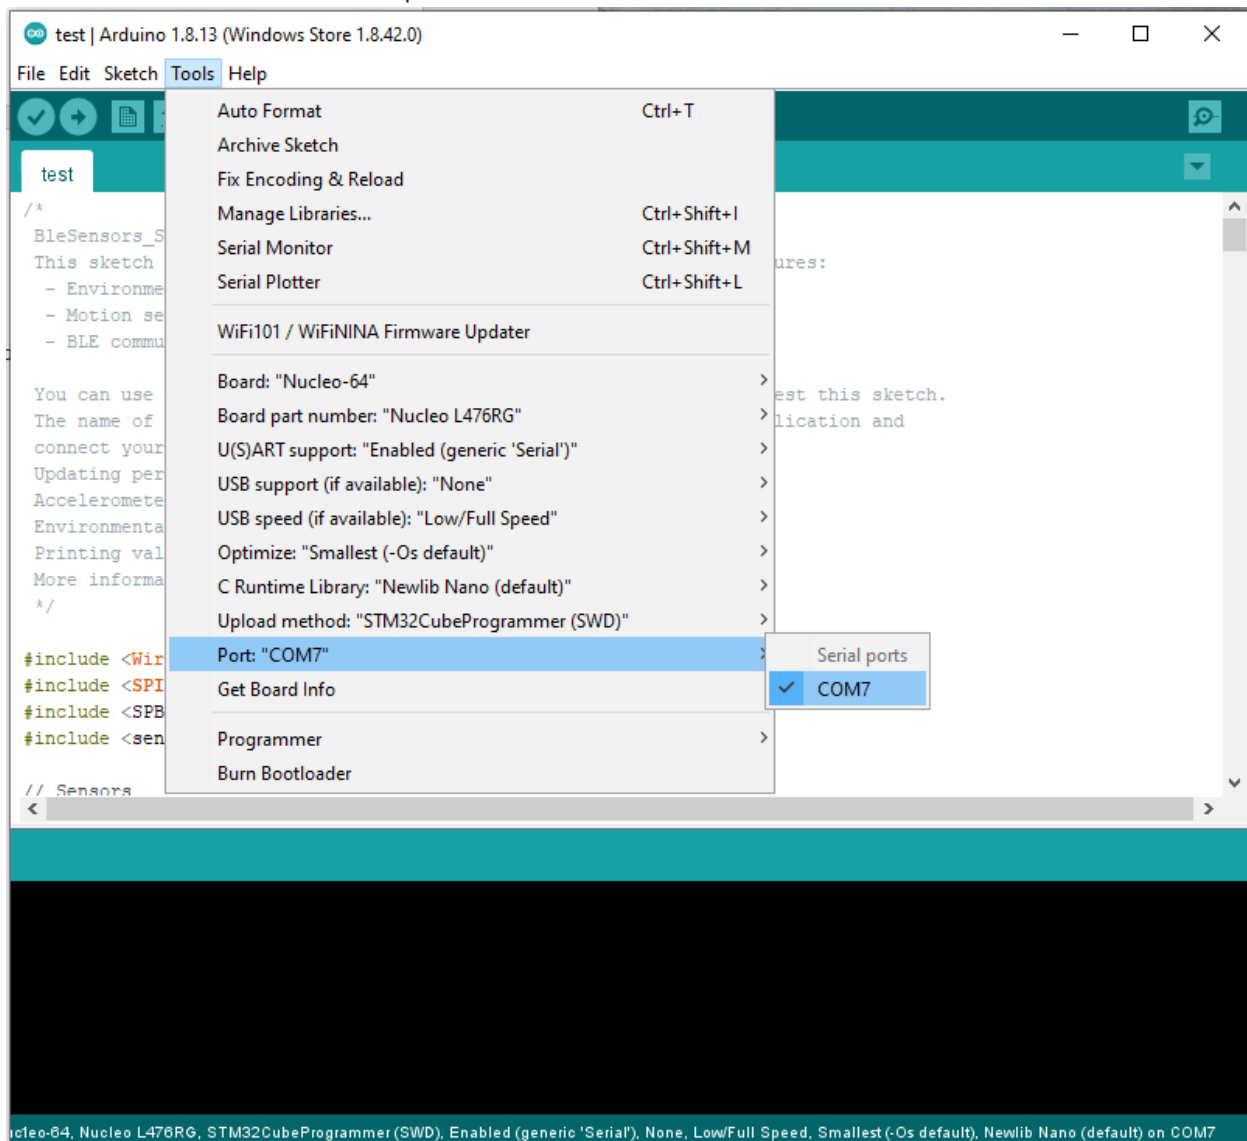 test | Arduino 1.8.13 (Windows Store 1.8.42.0)
File Edit Sketch Tools Help
Auto Format Ctrl+T
Archive Sketch
test
Fix Encoding & Reload
/*
Manage Libraries... Ctrl+Shift+I
BleSensors_S
Serial Monitor Ctrl+Shift+M
This sketch ures:
Serial Plotter Ctrl+Shift+L
- Environme
- Motion se
WiFi101 / WiFiNINA Firmware Updater
- BLE commu
Board: "Nucleo-64"
You can use est this sketch.
Board part number: "Nucleo L476RG"
The name of lication and
connect your
U(S)ART support: "Enabled (generic 'Serial')"
Updating per
USB support (if available): "None"
Acceleromete
USB speed (if available): "Low/Full Speed"
Environmenta
Optimize: "Smallest (-Os default)"
Printing val
More informa
C Runtime Library: "Newlib Nano (default)"
*/
Upload method: "STM32CubeProgrammer (SWD)"
#include <Wir
Port: "COM7" Serial ports
#include <SPI
Get Board Info COM7
#include <SPB
#include <sen
Programmer
Burn Bootloader
// Sensors
cleo-64, Nucleo L476RG, STM32CubeProgrammer (SWD), Enabled (generic 'Serial'), None, Low/Full Speed, Smallest (-Os default), Newlib Nano (default) on COM7